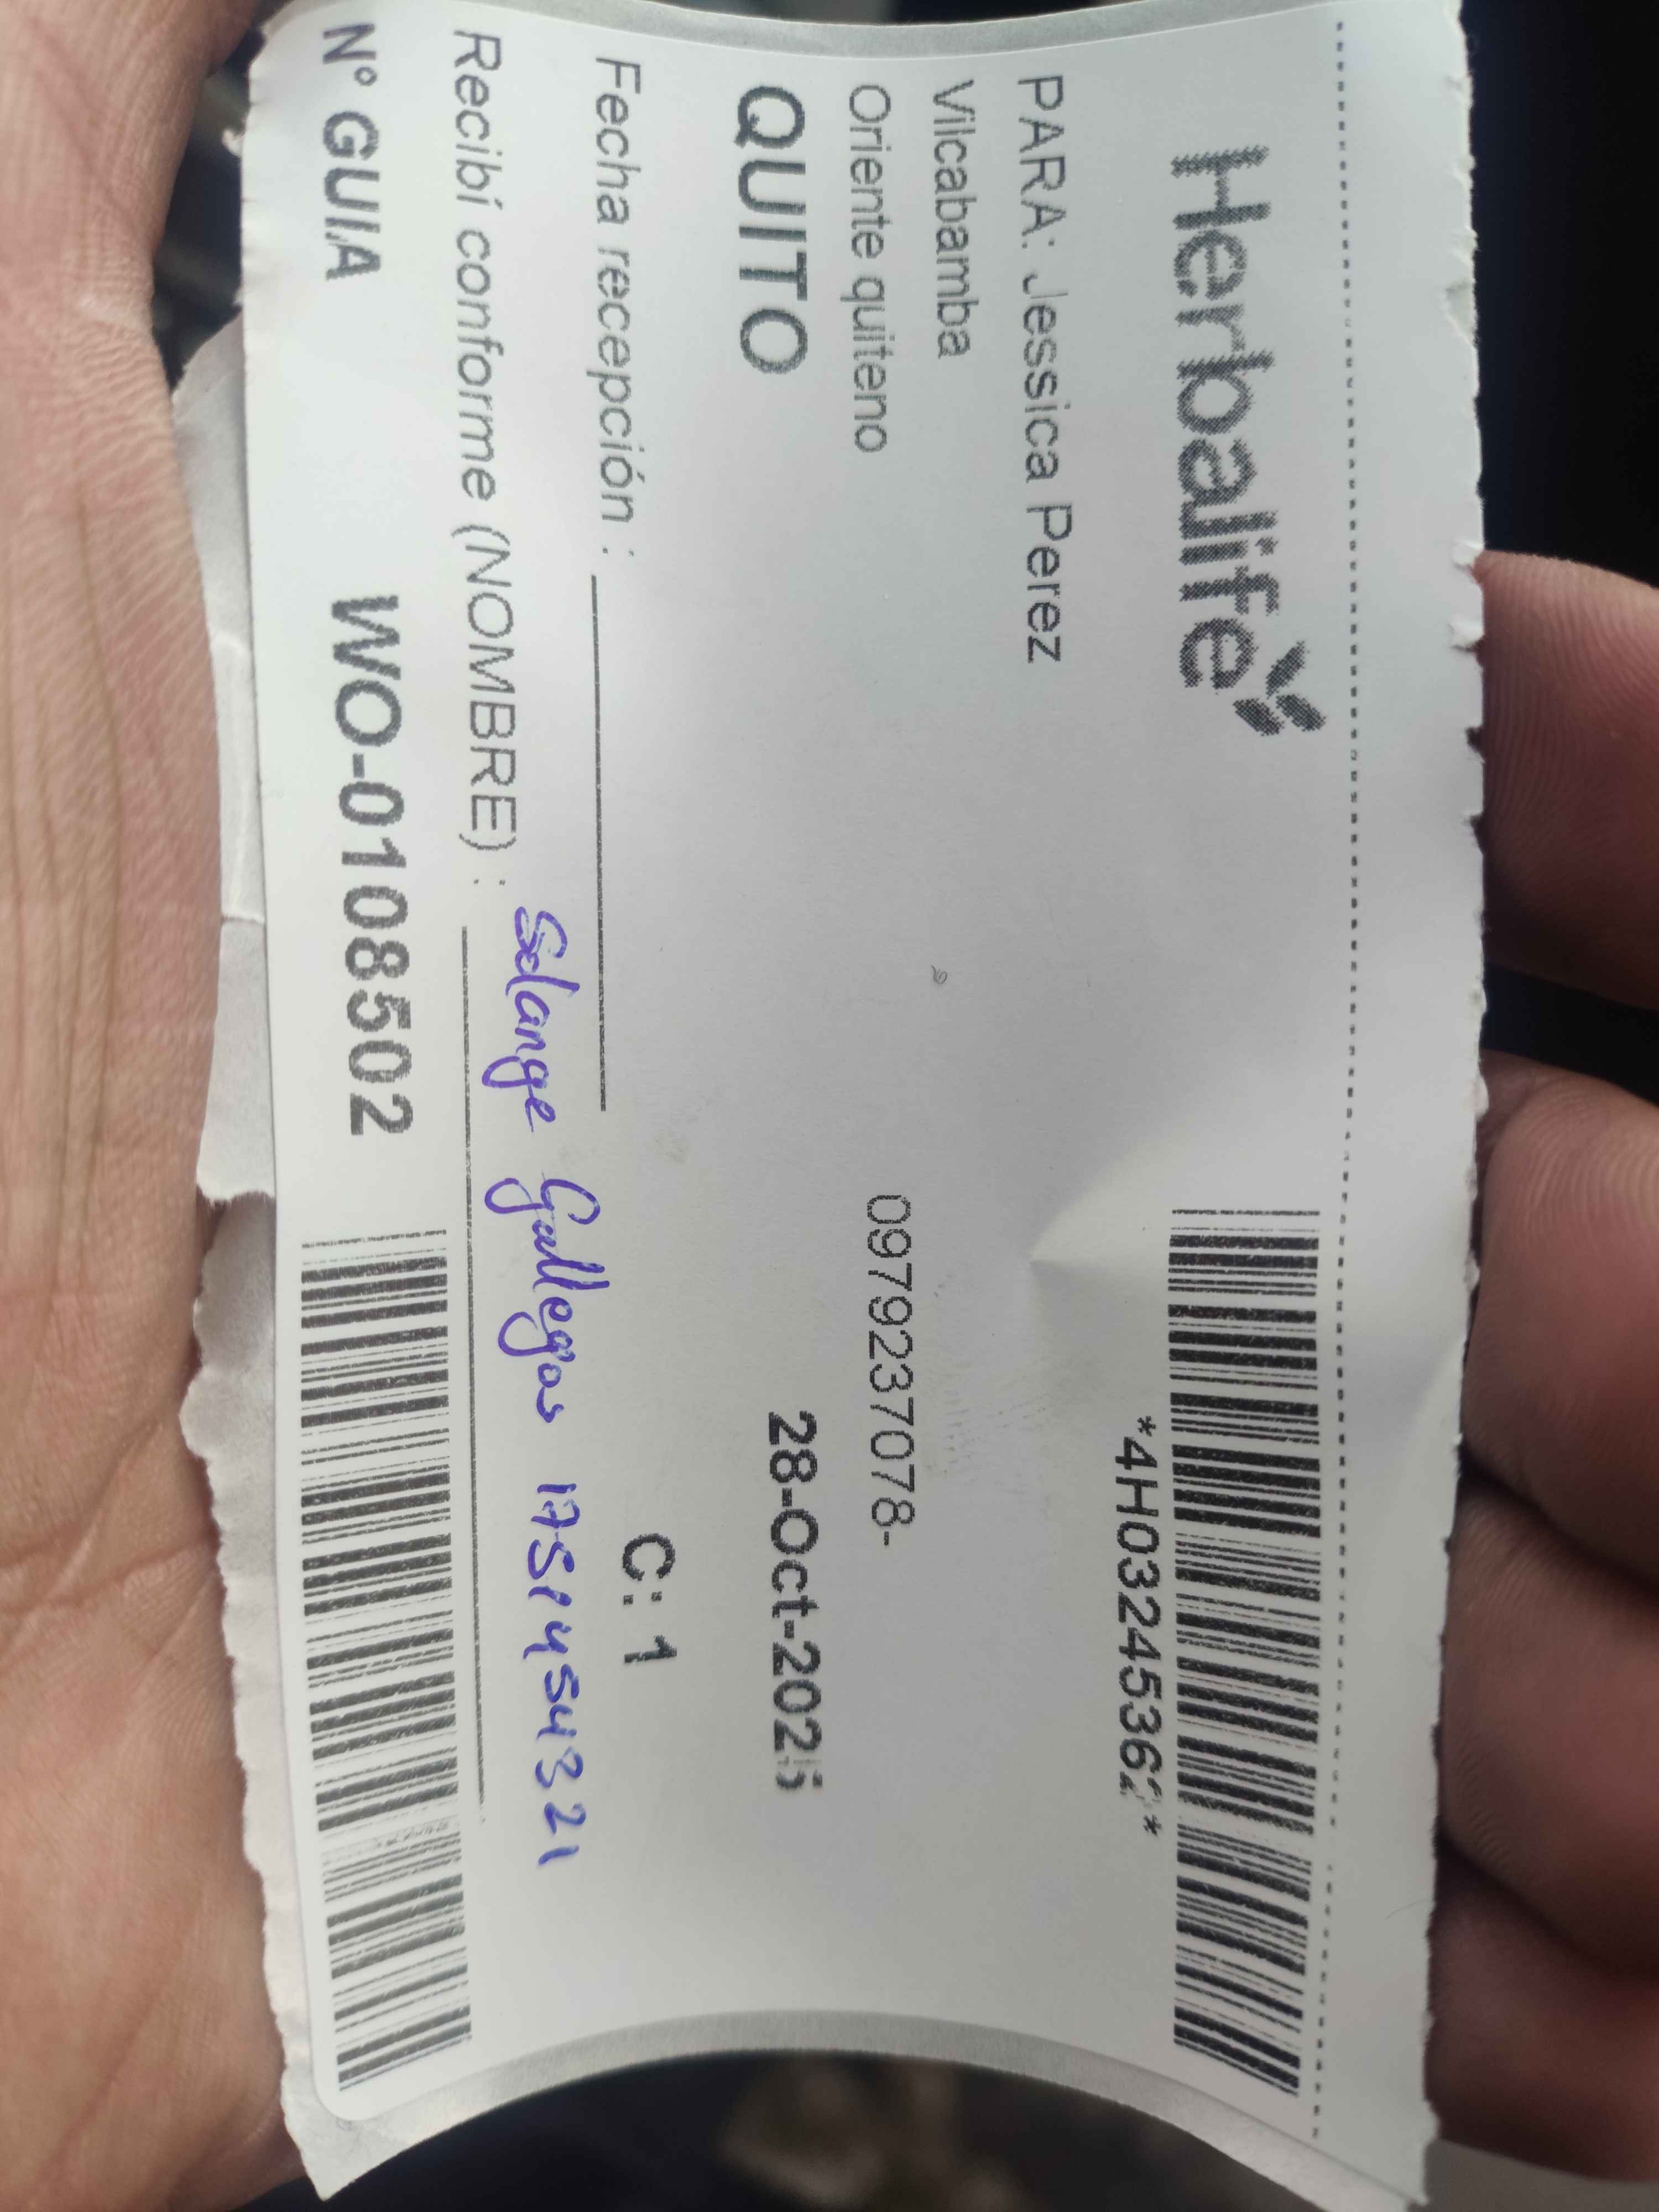 Herbalife
*4H03245362*
PARA: Jessica Perez
Vilcabamba
Oriente quiteno 0979237078-
QUITO 28-Oct-2025
Fecha recepción : C: 1
Recibí conforme (NOMBRE) : Solange Gallegos 1751454321
N° GUIA WO-0108502